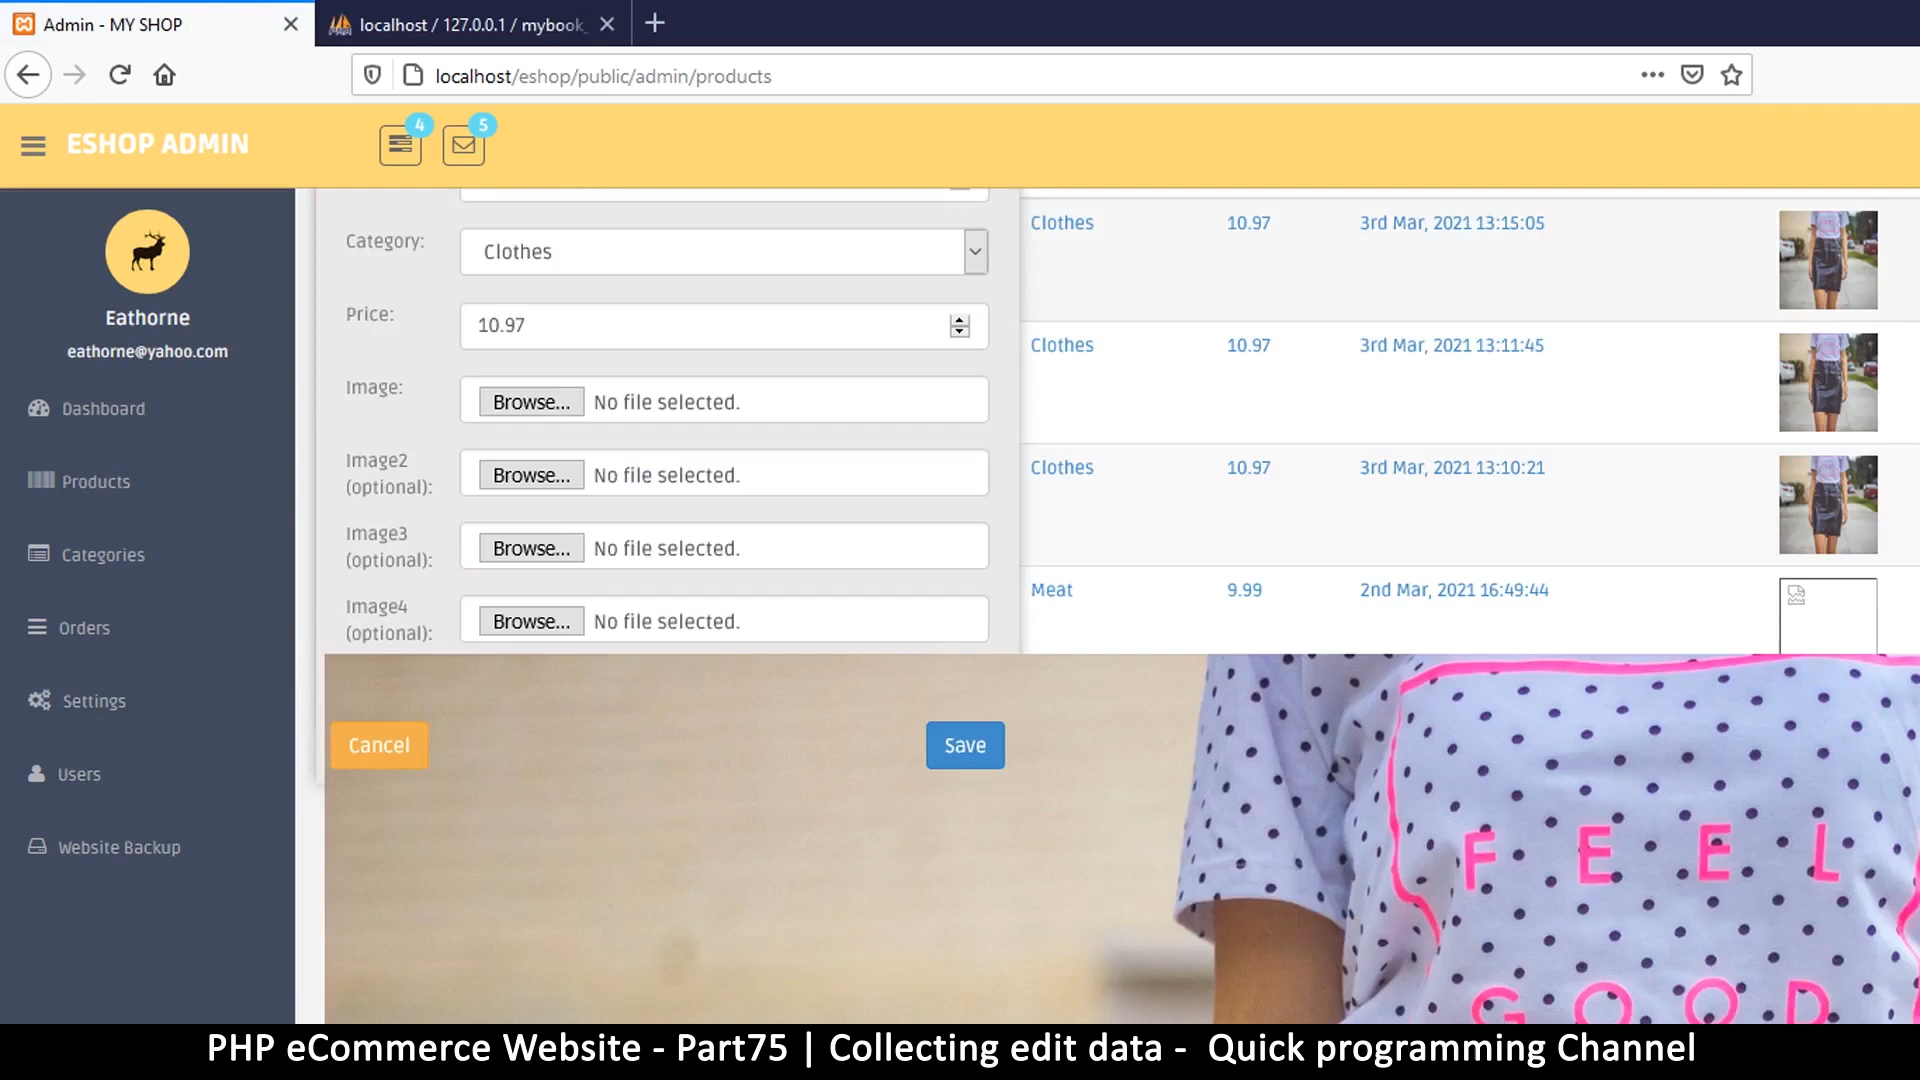 Admin - MY SHOP
localhost / 127.0.0.1 / mybook_
localhost/eshop/public/admin/products
ESHOP ADMIN
4
5
Eathorne
eathorne@yahoo.com
Dashboard
Products
Categories
Orders
Settings
Users
Website Backup
Category:
Clothes
Price:
10.97
Image:
Browse... No file selected.
Image2
(optional):
Browse... No file selected.
Image3
(optional):
Browse... No file selected.
Image4
(optional):
Browse... No file selected.
Cancel
Save
Clothes 10.97 3rd Mar, 2021 13:15:05
Clothes 10.97 3rd Mar, 2021 13:11:45
Clothes 10.97 3rd Mar, 2021 13:10:21
Meat 9.99 2nd Mar, 2021 16:49:44
FEEL
GOOD
PHP eCommerce Website - Part75 | Collecting edit data - Quick programming Channel